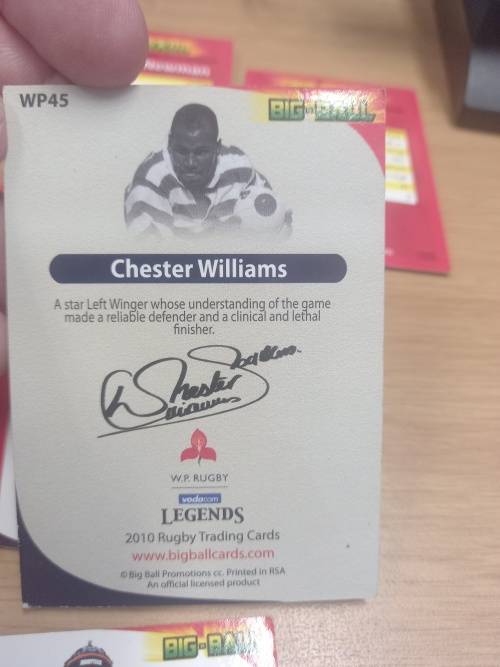 WP45
BIG-BALL
Chester Williams
A star Left Winger whose understanding of the game
made a reliable defender and a clinical and lethal
finisher.
Chester
Williams
W.P. RUGBY
vodacom
LEGENDS
2010 Rugby Trading Cards
www.bigballcards.com
© Big Ball Promotions cc. Printed in RSA
An official licensed product
BIG-BALL